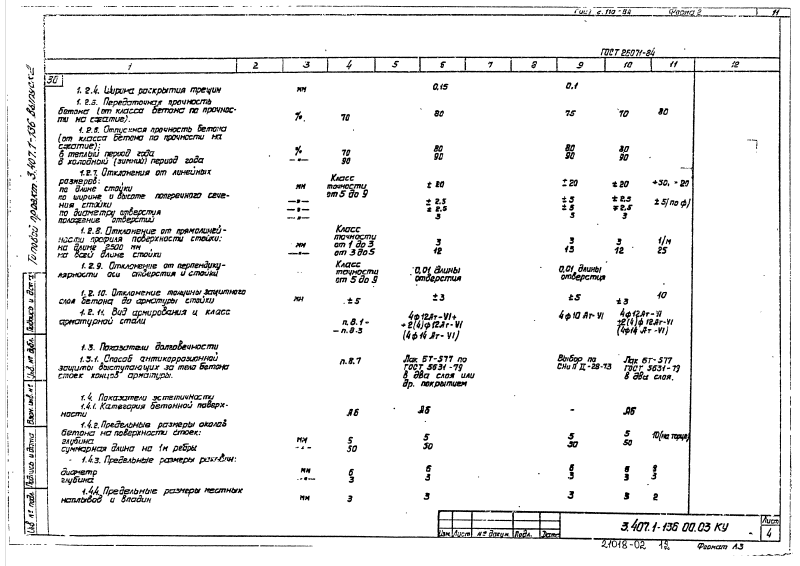 ГОСТ 2.116-84 Форма 2 11
ГОСТ 25071-84
1 2 3 4 5 6 7 8 9 10 11 12
30
1.2.4. Ширина раскрытия трещин мм 0,15 0,1
1.2.5. Передаточная прочность
бетона (от класса бетона по прочнос-
ти на сжатие). % 70 80 75 70 80
1.2.6. Отпускная прочность бетона
(от класса бетона по прочности на
сжатие):
в теплый период года % 70 80 80 80
в холодный (зимний) период года —"— 90 90 90 90
1.2.7. Отклонения от линейных
размеров: Класс
по длине стойки мм точности ± 20 ±20 ±20 +30, -20
по ширине и высоте поперечного сече- от 5 до 9
ния стойки —"— ± 2,5 ±5 ± 2,5 ±5 (по ф)
по диаметру отверстия —"— ± 2,5 ±5 ∓2,5
положение отверстий) —"— 3 3 3
1.2.8. Отклонение от прямолиней- Класс
ности профиля поверхности стойки: точности
на длине 2500 мм мм от 1 до 3 3 3 3 1/м
на всей длине стойки —"— от 3 до 5 12 13 12 25
1.2.9. Отклонение от перпендику- Класс
лярности оси отверстия и стойки точности 0,01 длины 0,01 длины
от 5 до 9 отверстия отверстия
1.2.10. Отклонение толщины защитного
слоя бетона до арматуры стойки мм ±5 ±3 ±5 ±3 10
1.2.11. Вид армирования и класс 4ф12Ат-VI+ 4ф10 Ат-VI 4ф12Ат-VI
арматурной стали п.8.1- +2(4)ф12Ат-VI ±2(4)ф12Ат-VI
- п.8.3 (4ф14 Ат-VI) (4ф14 Ат-VI)
1.3. Показатели долговечности
1.3.1. Способ антикоррозионной п.8.7 Лак БТ-577 по Выбор по Лак БТ-577
защиты выступающих за тела бетона ГОСТ 5631-79 СНиП II-28-73 ГОСТ 5631-79
стоек концов арматуры. в два слоя или в два слоя.
др. покрытием
1.4. Показатели эстетичности
1.4.1. Категория бетонной поверх-
ности А6 А6 - А6
1.4.2. Предельные размеры околов
бетона на поверхности стоек:
глубина мм 5 5 5 5 10(на торце)
суммарная длина на 1м ребры —"— 50 50 50 50
1.4.3. Предельные размеры раковин:
диаметр мм 6 6 6 6
глубина —"— 3 3 3 3
1.4.4. Предельные размеры местных
наплывов и впадин мм 3 3 3 3 2
Типовой проект 3.407.1-136 Выпуск 2
Подпись и дата
Инв № дубл.
Взам. инв №
Подпись и дата
Инв № подл.
Изм. Лист № докум. Подп. Дата
3.407.1-136 00.03 КУ
Лист
4
21018-02 Формат А3